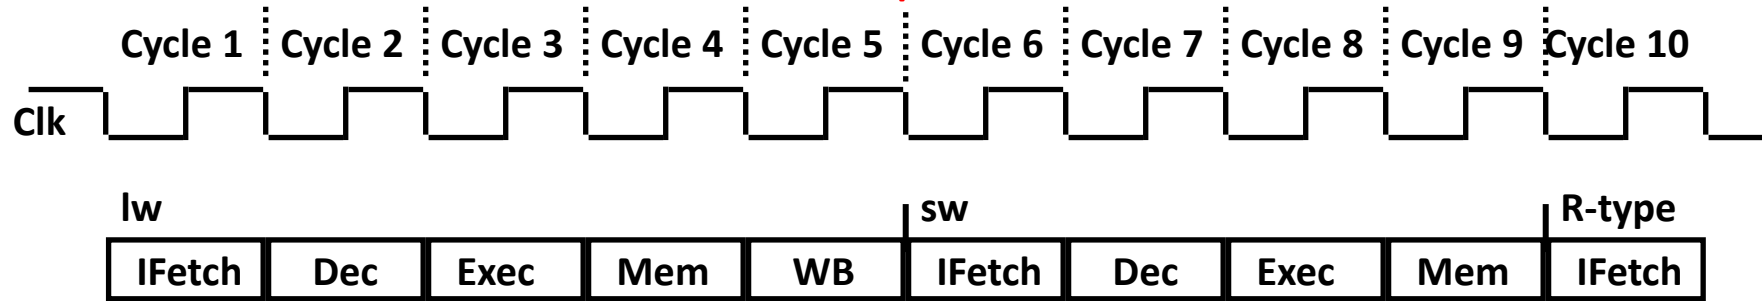 Cycle 1 Cycle 2 Cycle 3 Cycle 4 Cycle 5 Cycle 6 Cycle 7 Cycle 8 Cycle 9 Cycle 10
Clk
lw sw R-type
IFetch Dec Exec Mem WB IFetch Dec Exec Mem IFetch